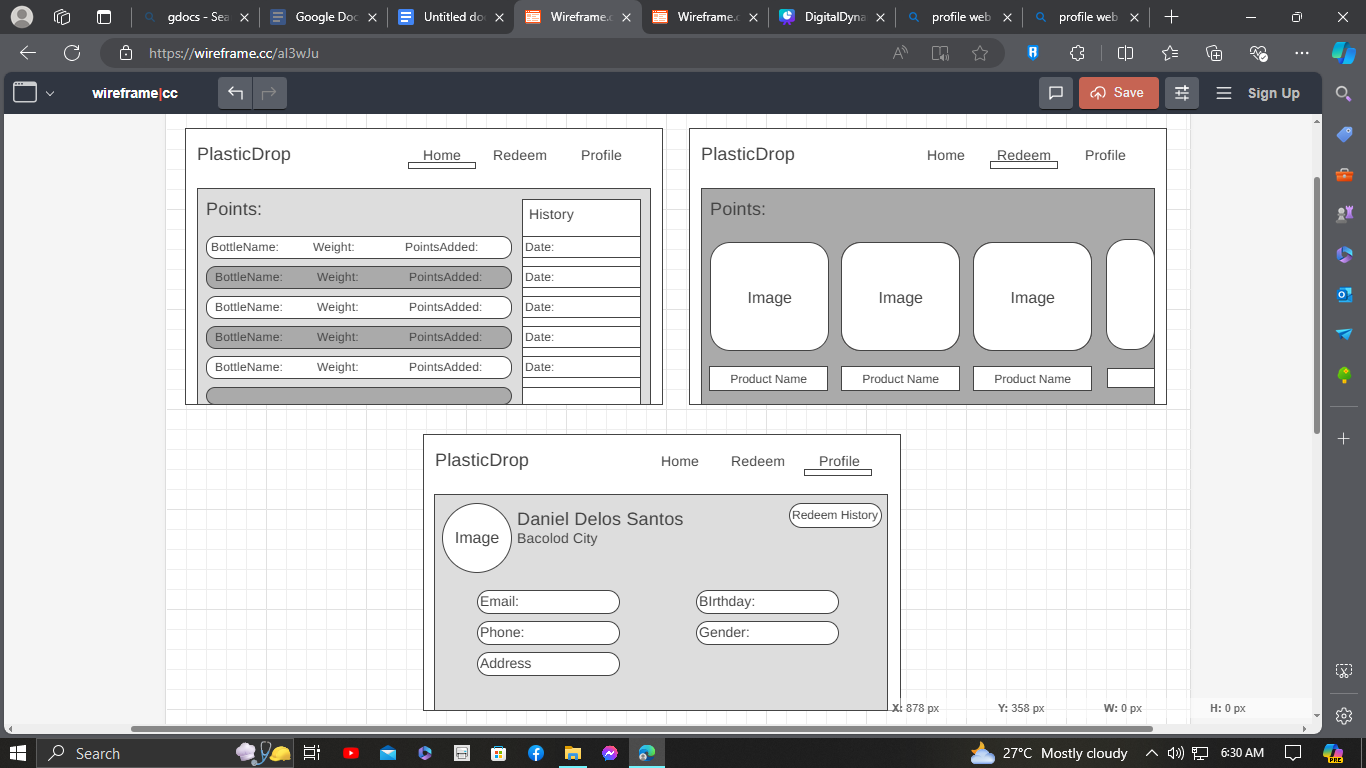 gdocs - Sea
Google Doc
Untitled do
Wireframe.c
Wireframe.c
DigitalDyna
profile web
profile web
https://wireframe.cc/aI3wJu
wireframe|cc
Save
Sign Up
PlasticDrop
Home
Redeem
Profile
Points:
History
BottleName: Weight: PointsAdded: Date:
BottleName: Weight: PointsAdded: Date:
BottleName: Weight: PointsAdded: Date:
BottleName: Weight: PointsAdded: Date:
BottleName: Weight: PointsAdded: Date:
PlasticDrop
Home
Redeem
Profile
Points:
Image
Image
Image
Product Name
Product Name
Product Name
PlasticDrop
Home
Redeem
Profile
Image
Daniel Delos Santos
Bacolod City
Redeem History
Email:
BIrthday:
Phone:
Gender:
Address
X: 878 px
Y: 358 px
W: 0 px
H: 0 px
Search
27°C Mostly cloudy
6:30 AM
PRE